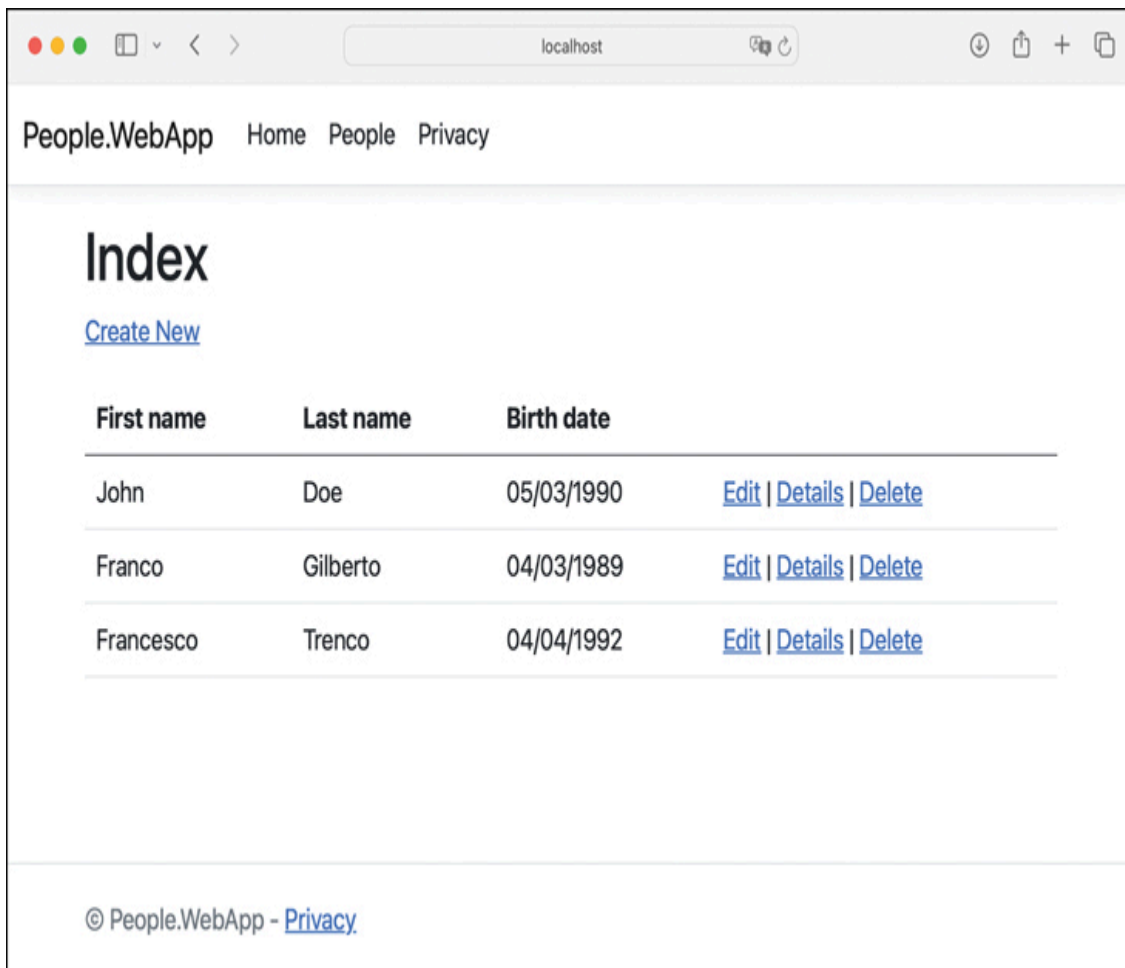 localhost
People.WebApp Home People Privacy
Index
Create New
First name Last name Birth date
John Doe 05/03/1990 Edit | Details | Delete
Franco Gilberto 04/03/1989 Edit | Details | Delete
Francesco Trenco 04/04/1992 Edit | Details | Delete
© People.WebApp - Privacy